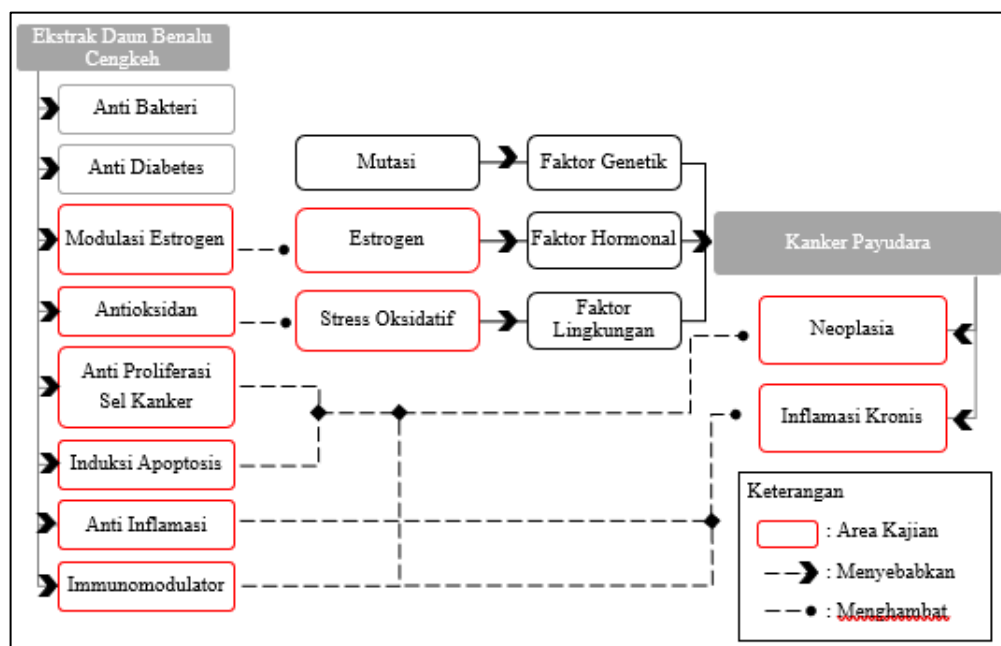 Ekstrak Daun Benalu
Cengkeh
Anti Bakteri
Anti Diabetes
Modulasi Estrogen
Antioksidan
Anti Proliferasi
Sel Kanker
Induksi Apoptosis
Anti Inflamasi
Immunomodulator
Mutasi
Estrogen
Stress Oksidatif
Faktor Genetik
Faktor Hormonal
Faktor
Lingkungan
Kanker Payudara
Neoplasia
Inflamasi Kronis
Keterangan
: Area Kajian
: Menyebabkan
: Menghambat